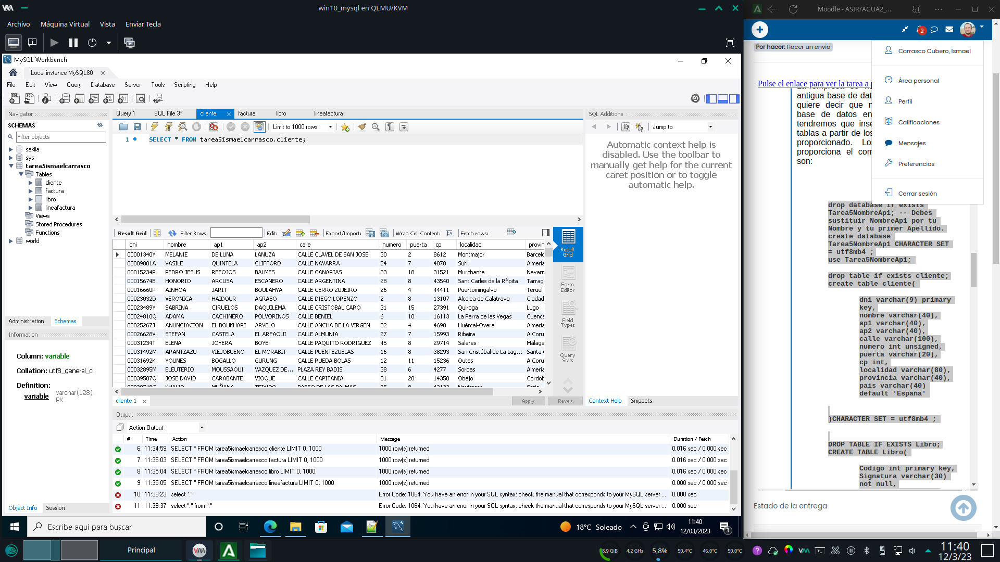 win10_mysql en QEMU/KVM
Archivo Máquina Virtual Vista Enviar Tecla
MySQL Workbench
Local instance MySQL80
File Edit View Query Database Server Tools Scripting Help
Navigator
SCHEMAS
Filter objects
sakila
sys
tarea5ismaelcarrasco
Tables
cliente
factura
libro
lineafactura
Views
Stored Procedures
Functions
world
Administration Schemas
Information
Column: variable
Collation: utf8_general_ci
Definition:
variable varchar(128)
PK
Object Info Session
Query 1 SQL File 3* cliente factura libro lineafactura
Limit to 1000 rows
1 SELECT * FROM tarea5ismaelcarrasco.cliente;
SQL Additions
Jump to
Automatic context help is
disabled. Use the toolbar to
manually get help for the current
caret position or to toggle
automatic help.
Result Grid Filter Rows: Edit: Export/Import: Wrap Cell Content: Fetch rows:
dni nombre ap1 ap2 calle numero puerta cp localidad provin
00001340Y MELANIE DE LUNA LANUZA CALLE CLAVEL DE SAN JOSE 30 2 8612 Montmajor Barcelo
00009801A VASILE QUINTELA CLIFFORD CALLE NAVARRA 24 7 4878 Suflí Almería
00015234P PEDRO JESUS REFOJOS BALMES CALLE CANARIAS 33 18 31521 Murchante Navarr
00015674B HONORIO ARCUSA ESCANERO CALLE ARGENTINA 28 8 43540 Sant Carles de la Rñpita Tarrag
00016660P AINHOA JARIT BOULAHYA CALLE CERRO ZUJEIRO 26 4 44411 Puertomingalvo Teruel
00023032D VERONICA HAIDOUR AGRASO CALLE DIEGO LORENZO 2 8 13107 Alcolea de Calatrava Ciudad
00023489Y SABRINA CIRUELOS DAQUILEMA CALLE CRISTOBAL CARO 31 15 27391 Quiroga Lugo
00024810Q ADAMA CACHINERO POLVORINOS CALLE BENIEL 6 10 16113 La Parra de las Vegas Cuenca
00025267J ANUNCIACION EL BOUKHARI ARVELO CALLE ANCHA DE LA VIRGEN 32 4 4690 Huércal-Overa Almería
00026628V STEFAN CASTELA EL ARFAOUI CALLE ALMUNIA 27 7 15993 Ribeira A Coru
00031234T ELENA JOYERA BOYE CALLE PAQUITO RODRIGUEZ 45 8 29714 Salares Málaga
00031492M ARANTZAZU VIEJOBUENO EL MORABIT CALLE PUENTEZUELAS 16 8 38293 San Cristóbal de La Lag... Santa
00031692K YOUNES BOGALLO GURUNG CALLE RUEDA BOLAS 12 11 15236 Outes A Coru
00032895M ELEUTERIO MOUSSAOUI VAZQUEZ DE... PLAZA REY BADIS 38 6 4277 Sorbas Almería
00039507Q JOSE DAVID CARABANTE VIOQUE CALLE CAPITANIA 31 20 14350 Obejo Córdob
Result
Grid
Form
Editor
Field
Types
Query
Stats
cliente 1 Apply Revert
Context Help Snippets
Output
Action Output
# Time Action Message Duration / Fetch
6 11:34:59 SELECT * FROM tarea5ismaelcarrasco.cliente LIMIT 0, 1000 1000 row(s) returned 0.016 sec / 0.000 sec
7 11:35:03 SELECT * FROM tarea5ismaelcarrasco.factura LIMIT 0, 1000 1000 row(s) returned 0.016 sec / 0.000 sec
8 11:35:04 SELECT * FROM tarea5ismaelcarrasco.libro LIMIT 0, 1000 1000 row(s) returned 0.016 sec / 0.000 sec
9 11:35:05 SELECT * FROM tarea5ismaelcarrasco.lineafactura LIMIT 0, 1000 1000 row(s) returned 0.000 sec / 0.000 sec
10 11:39:23 select *.* Error Code: 1064. You have an error in your SQL syntax; check the manual that corresponds to your MySQL server ... 0.000 sec
11 11:39:37 select *.* from *.* Error Code: 1064. You have an error in your SQL syntax; check the manual that corresponds to your MySQL server ... 0.000 sec
Escribe aquí para buscar
18°C Soleado
11:40
12/03/2023
1
Moodle - ASIR/AGUA2_...
2
Por hacer: Hacer un envío
Pulse el enlace para ver la tarea a
antigua base de dat
quiere decir que
base de datos en
tendremos que inse
tablas a partir de los
proporcionado. Lo
proporciona el com
son:
Carrasco Cubero, Ismael
Área personal
Perfil
Calificaciones
Mensajes
Preferencias
Cerrar sesión
drop database if exists
Tarea5NombreAp1; -- Debes
sustituir NombreAp1 por tu
Nombre y tu primer Apellido.
create database
Tarea5NombreAp1 CHARACTER SET
= utf8mb4 ;
use Tarea5NombreAp1;
drop table if exists cliente;
create table cliente(
dni varchar(9) primary
key,
nombre varchar(40),
ap1 varchar(40),
ap2 varchar(40),
calle varchar(100),
numero int unsigned,
puerta varchar(20),
cp int,
localidad varchar(80),
provincia varchar(40),
pais varchar(40)
default 'España'
)CHARACTER SET = utf8mb4 ;
DROP TABLE IF EXISTS Libro;
CREATE TABLE Libro(
Codigo int primary key,
Signatura varchar(30)
not null,
Estado de la entrega
Principal
8,9 GiB 4,2 GHz 5,8% 50,4°C 46,0°C 50,0°C
11:40
12/3/23